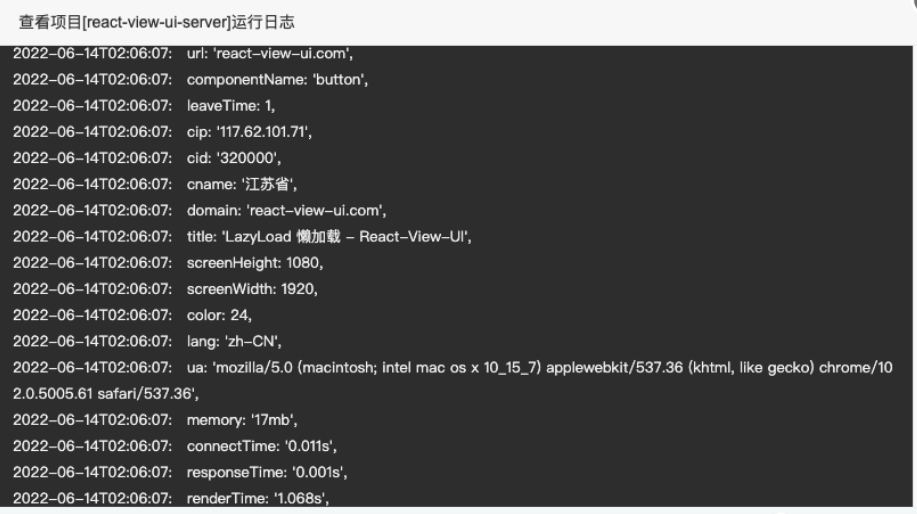 查看项目[react-view-ui-server]运行日志
2022-06-14T02:06:07: url: 'react-view-ui.com',
2022-06-14T02:06:07: componentName: 'button',
2022-06-14T02:06:07: leaveTime: 1,
2022-06-14T02:06:07: cip: '117.62.101.71',
2022-06-14T02:06:07: cid: '320000',
2022-06-14T02:06:07: cname: '江苏省',
2022-06-14T02:06:07: domain: 'react-view-ui.com',
2022-06-14T02:06:07: title: 'LazyLoad 懒加载 - React-View-UI',
2022-06-14T02:06:07: screenHeight: 1080,
2022-06-14T02:06:07: screenWidth: 1920,
2022-06-14T02:06:07: color: 24,
2022-06-14T02:06:07: lang: 'zh-CN',
2022-06-14T02:06:07: ua: 'mozilla/5.0 (macintosh; intel mac os x 10_15_7) applewebkit/537.36 (khtml, like gecko) chrome/10
2.0.5005.61 safari/537.36',
2022-06-14T02:06:07: memory: '17mb',
2022-06-14T02:06:07: connectTime: '0.011s',
2022-06-14T02:06:07: responseTime: '0.001s',
2022-06-14T02:06:07: renderTime: '1.068s',